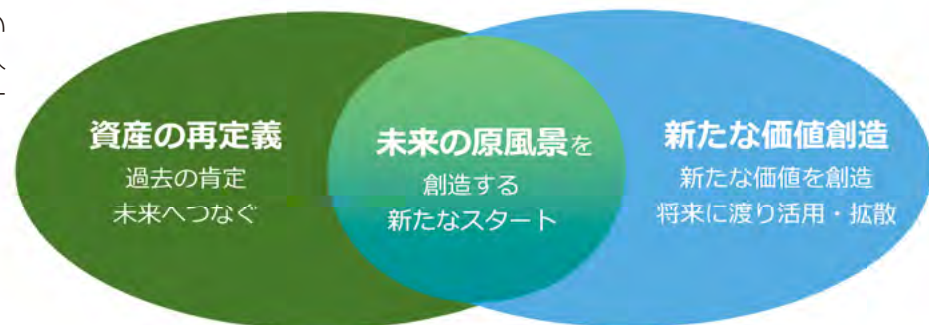 資産の再定義
過去の肯定
未来へつなぐ
未来の原風景を
創造する
新たなスタート
新たな価値創造
新たな価値を創造
将来に渡り活用・拡散